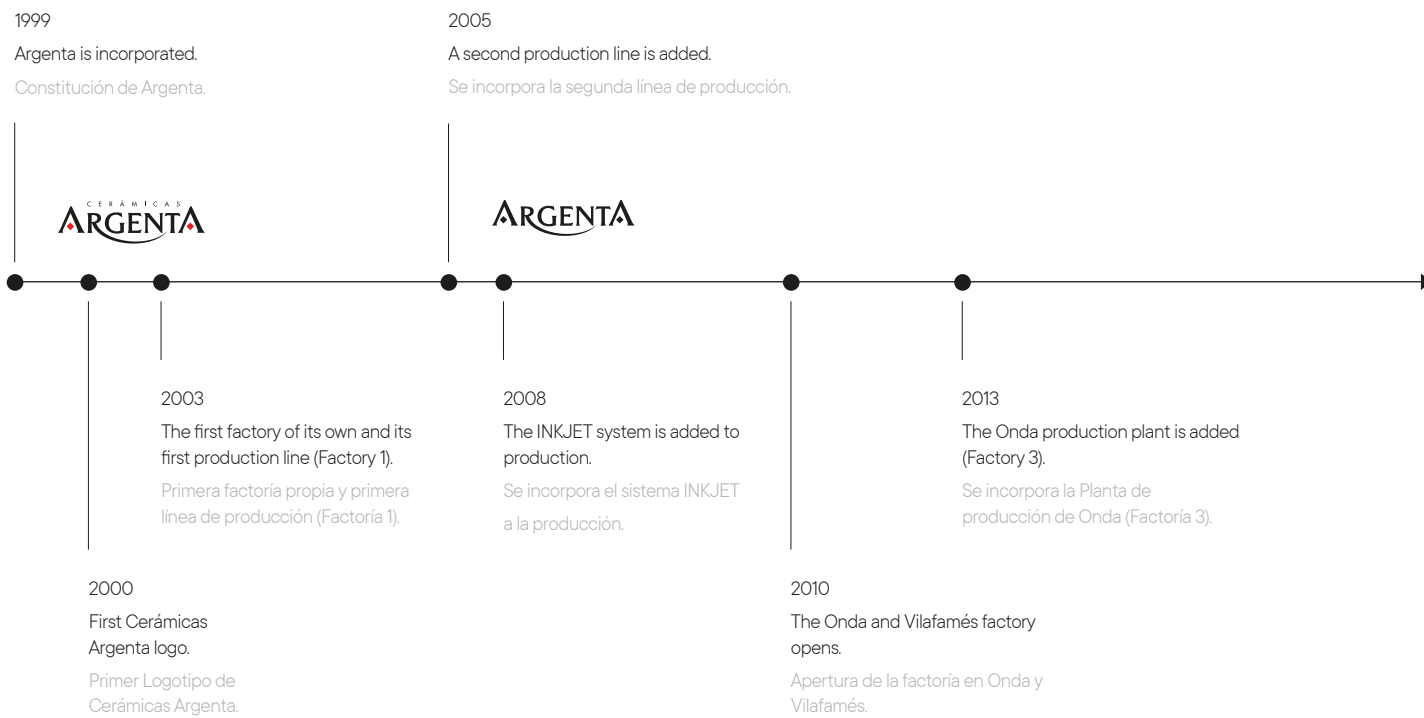 1999
Argenta is incorporated.
Constitución de Argenta.
2005
A second production line is added.
Se incorpora la segunda línea de producción.
CERÁMICAS
ARGENTA
ARGENTA
2003
The first factory of its own and its
first production line (Factory 1).
Primera factoría propia y primera
línea de producción (Factoría 1).
2008
The INKJET system is added to
production.
Se incorpora el sistema INKJET
a la producción.
2013
The Onda production plant is added
(Factory 3).
Se incorpora la Planta de
producción de Onda (Factoría 3).
2000
First Cerámicas
Argenta logo.
Primer Logotipo de
Cerámicas Argenta.
2010
The Onda and Vilafamés factory
opens.
Apertura de la factoría en Onda y
Vilafamés.